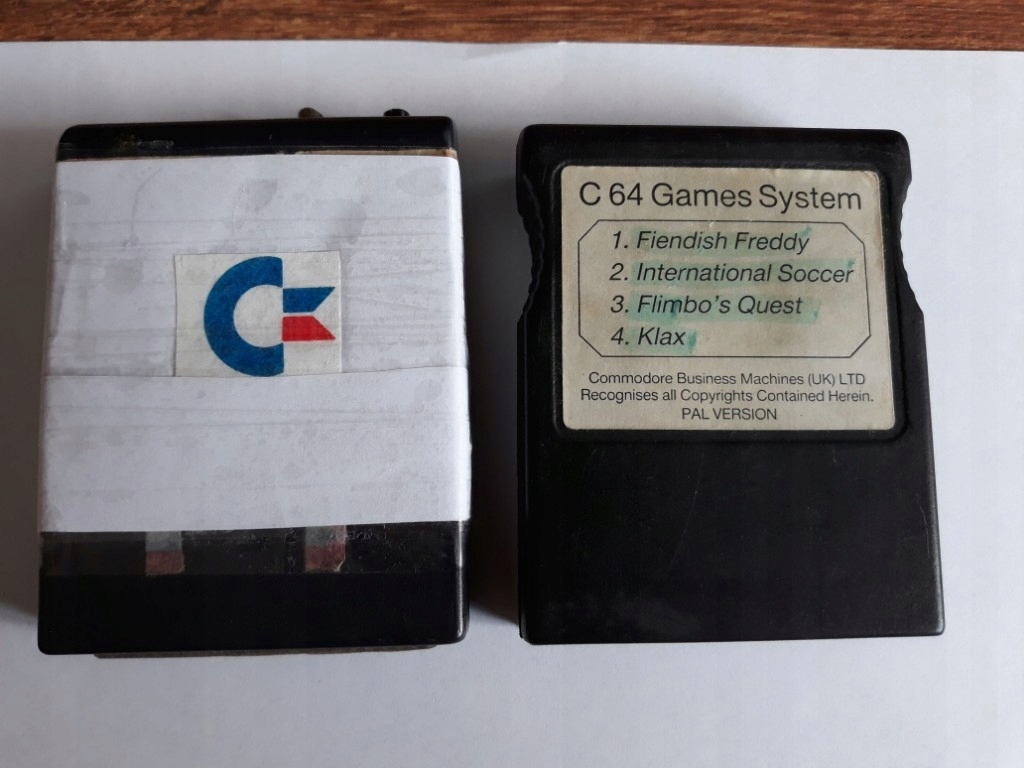 C 64 Games System
1. Fiendish Freddy
2. International Soccer
3. Flimbo's Quest
4. Klax
Commodore Business Machines (UK) LTD
Recognises all Copyrights Contained Herein.
PAL VERSION